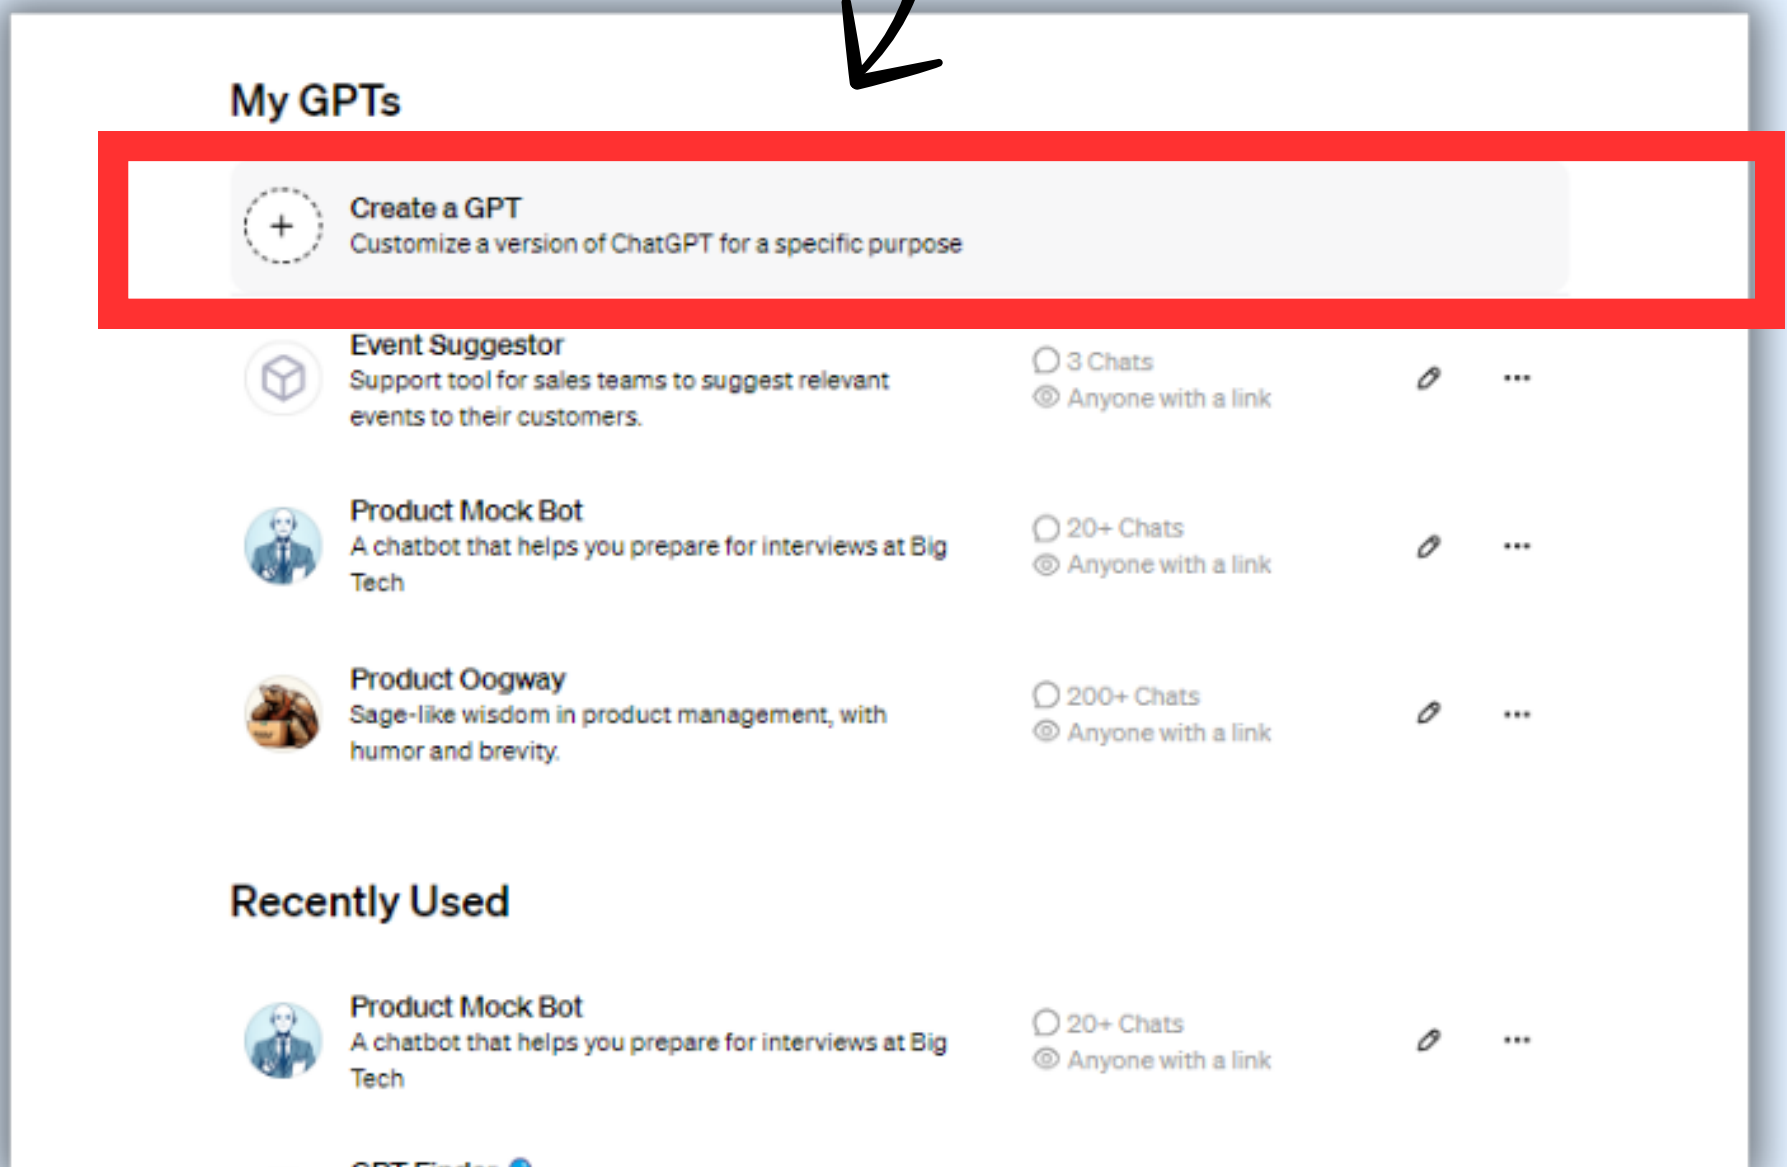 My GPTs
Create a GPT
Customize a version of ChatGPT for a specific purpose
Event Suggestor
Support tool for sales teams to suggest relevant
events to their customers.
3 Chats
Anyone with a link
Product Mock Bot
A chatbot that helps you prepare for interviews at Big
Tech
20+ Chats
Anyone with a link
Product Oogway
Sage-like wisdom in product management, with
humor and brevity.
200+ Chats
Anyone with a link
Recently Used
Product Mock Bot
A chatbot that helps you prepare for interviews at Big
Tech
20+ Chats
Anyone with a link
GPT Finder